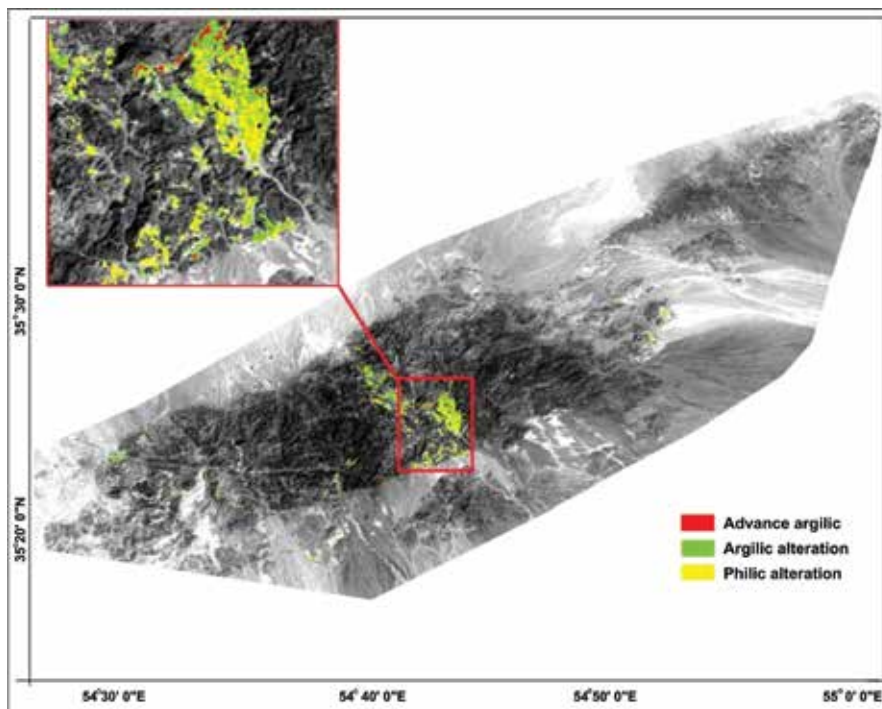 35° 30' 0"N
35° 20' 0"N
Advance argilic
Argilic alteration
Philic alteration
54° 30' 0"E
54° 40' 0"E
54° 50' 0"E
55° 0' 0"E